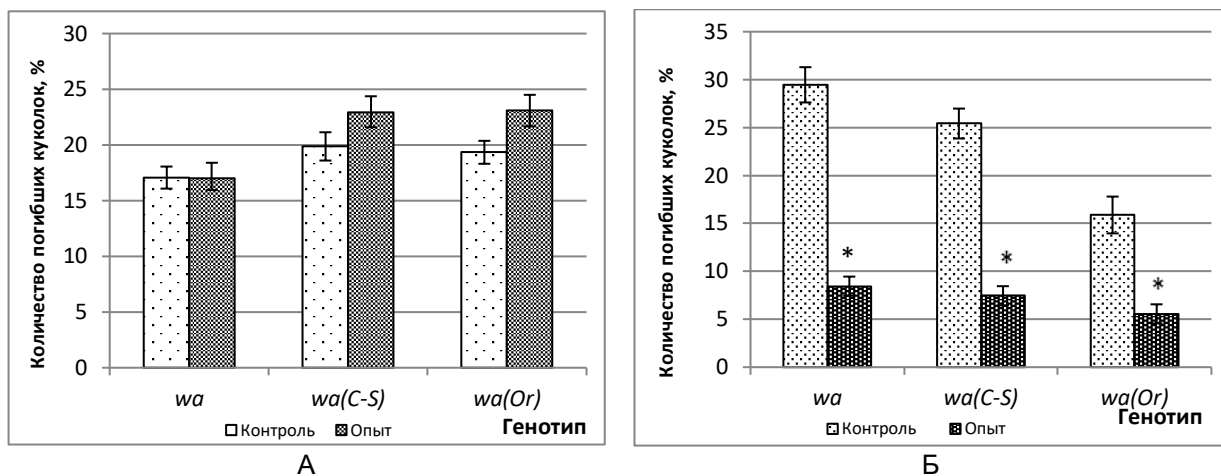 Количество погибших куколок, %
30
25
20
15
10
5
0
wa
wa(C-S)
wa(Or)
Контроль
Опыт
Генотип
А
Количество погибших куколок, %
35
30
25
20
15
10
5
0
*
*
*
wa
wa(C-S)
wa(Or)
Контроль
Опыт
Генотип
Б